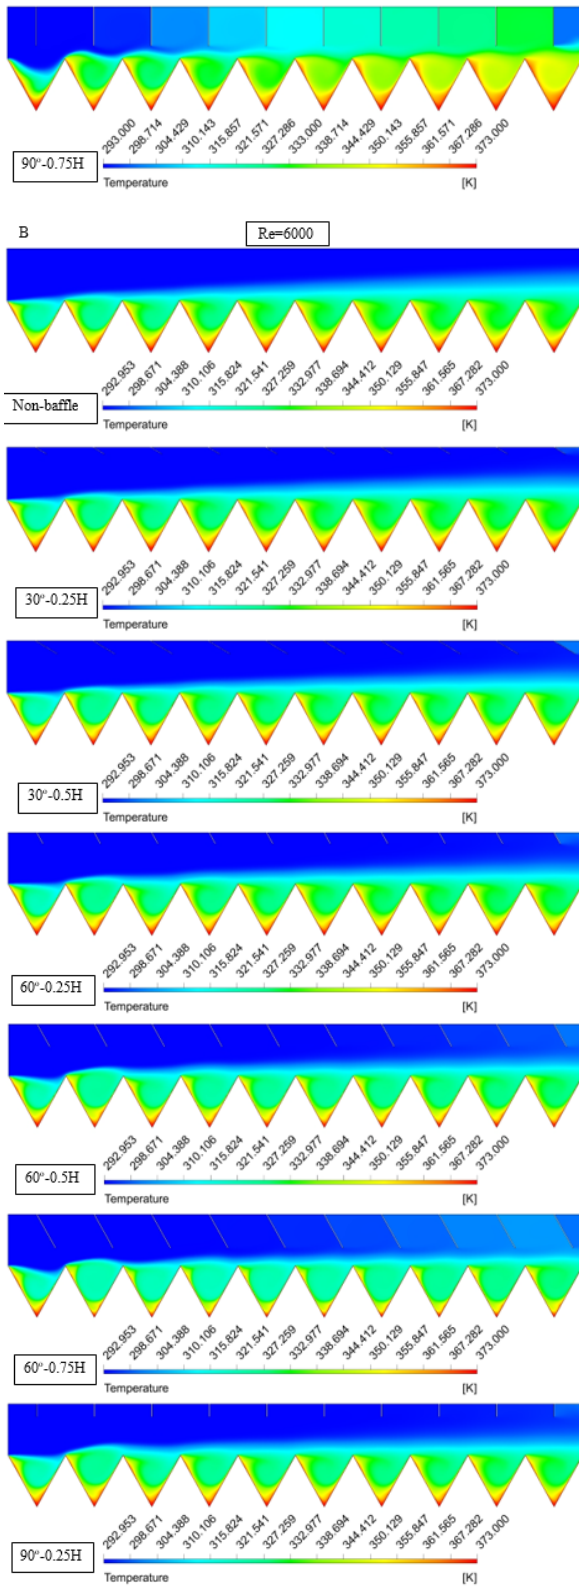 293.000 298.714 304.429 310.143 315.857 321.571 327.286 333.000 338.714 344.429 350.143 355.857 361.571 367.286 373.000
90º-0.75H
Temperature [K]
B
Re=6000
292.953 298.671 304.388 310.106 315.824 321.541 327.259 332.977 338.694 344.412 350.129 355.847 361.565 367.282 373.000
Non-baffle
Temperature [K]
292.953 298.671 304.388 310.106 315.824 321.541 327.259 332.977 338.694 344.412 350.129 355.847 361.565 367.282 373.000
30º-0.25H
Temperature [K]
292.953 298.671 304.388 310.106 315.824 321.541 327.259 332.977 338.694 344.412 350.129 355.847 361.565 367.282 373.000
30º-0.5H
Temperature [K]
292.953 298.671 304.388 310.106 315.824 321.541 327.259 332.977 338.694 344.412 350.129 355.847 361.565 367.282 373.000
60º-0.25H
Temperature [K]
292.953 298.671 304.388 310.106 315.824 321.541 327.259 332.977 338.694 344.412 350.129 355.847 361.565 367.282 373.000
60º-0.5H
Temperature [K]
292.953 298.671 304.388 310.106 315.824 321.541 327.259 332.977 338.694 344.412 350.129 355.847 361.565 367.282 373.000
60º-0.75H
Temperature [K]
292.953 298.671 304.388 310.106 315.824 321.541 327.259 332.977 338.694 344.412 350.129 355.847 361.565 367.282 373.000
90º-0.25H
Temperature [K]